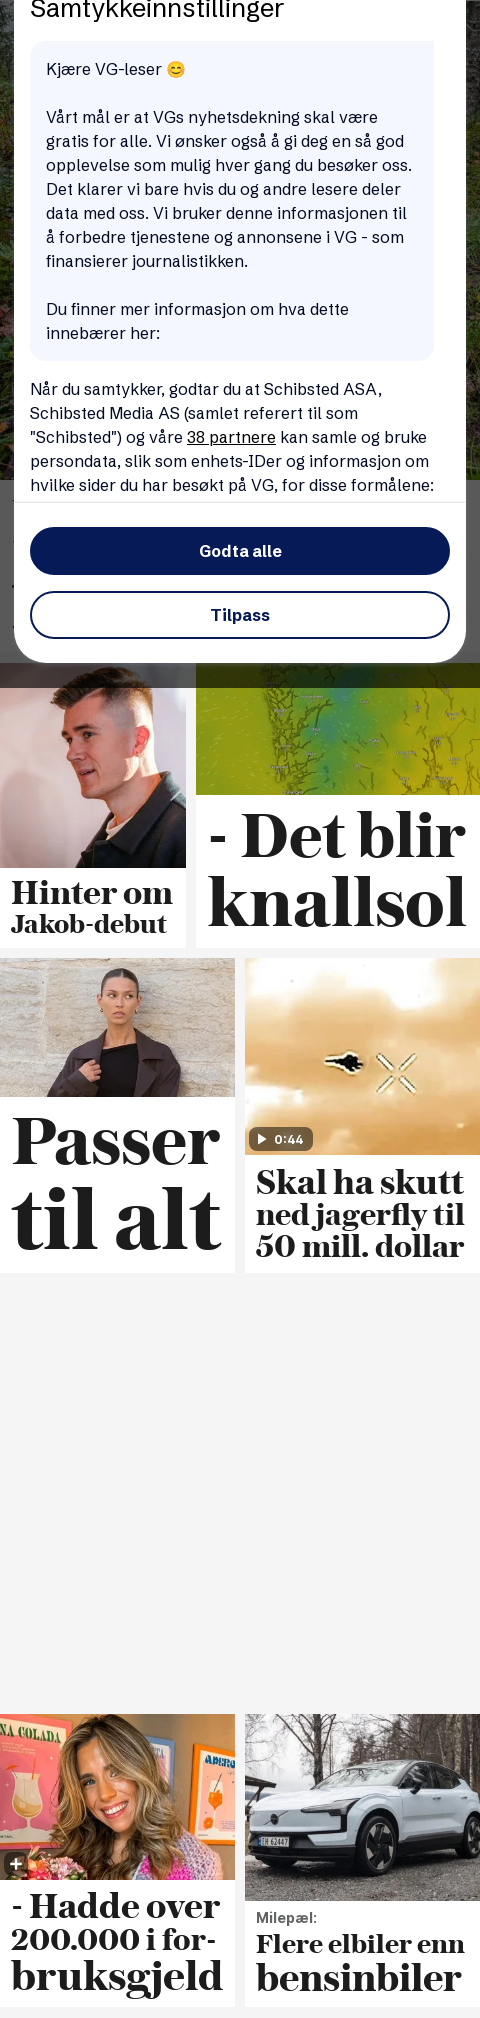 Samtykkeinnstillinger
Kjære VG-leser 😊
Vårt mål er at VGs nyhetsdekning skal være
gratis for alle. Vi ønsker også å gi deg en så god
opplevelse som mulig hver gang du besøker oss.
Det klarer vi bare hvis du og andre lesere deler
data med oss. Vi bruker denne informasjonen til
å forbedre tjenestene og annonsene i VG - som
finansierer journalistikken.
Du finner mer informasjon om hva dette
innebærer her:
Når du samtykker, godtar du at Schibsted ASA,
Schibsted Media AS (samlet referert til som
"Schibsted") og våre 38 partnere kan samle og bruke
persondata, slik som enhets-IDer og informasjon om
hvilke sider du har besøkt på VG, for disse formålene:
Godta alle
Tilpass
Hinter om
Jakob-debut
- Det blir
knallsol
Passer
til alt
0:44
Skal ha skutt
ned jagerfly til
50 mill. dollar
- Hadde over
200.000 i for-
bruksgjeld
Milepæl:
Flere elbiler enn
bensinbiler